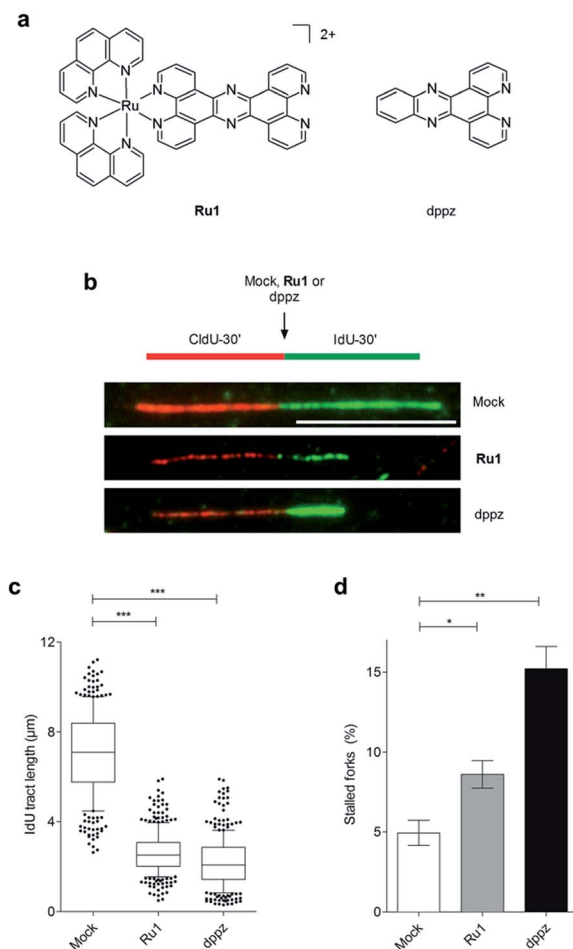 a
2+
N
N
N
N
N
N
Ru
N
N
N
N
N
N
N
N
Ru1
dppz
b
Mock, Ru1 or
dppz
CldU-30'
IdU-30'
Mock
Ru1
dppz
c
***
***
12
8
4
0
IdU tract length (µm)
Mock
Ru1
dppz
d
**
*
15
10
5
0
Stalled forks (%)
Mock
Ru1
dppz